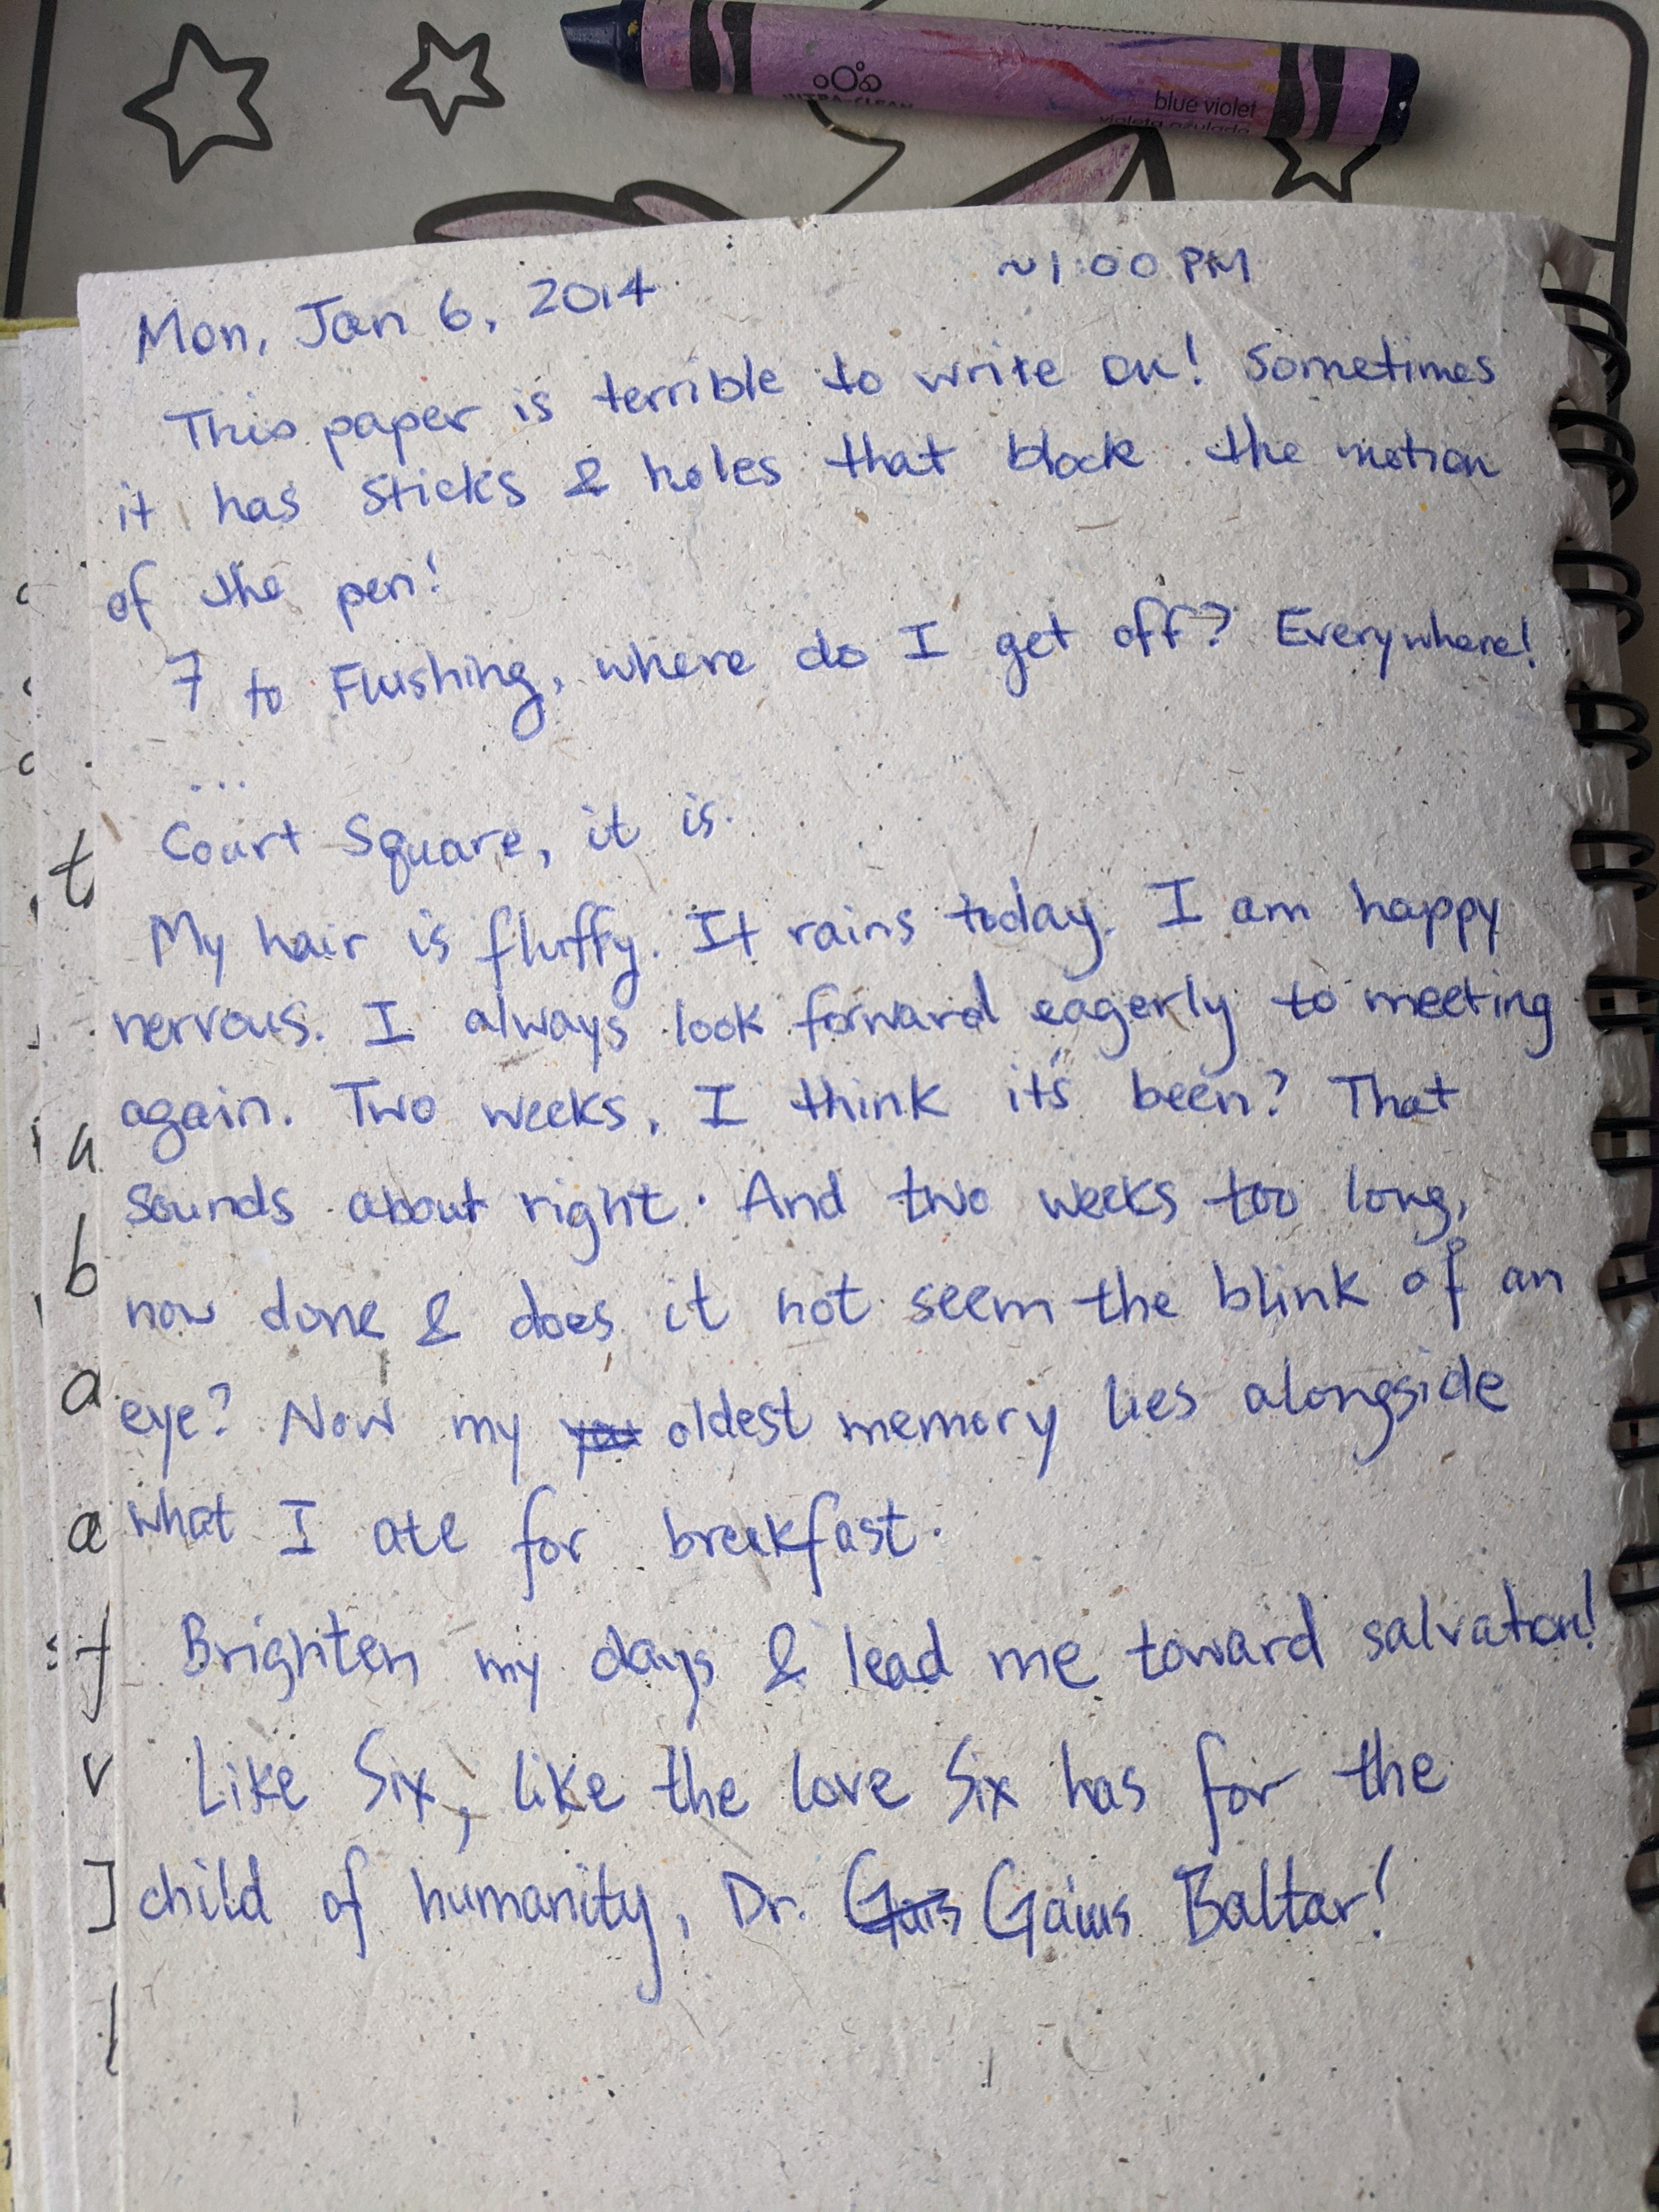 blue violet
violeta azulado
Mon, Jan 6, 2014 ~1:00 PM
This paper is terrible to write on! Sometimes
it has sticks & holes that block the motion
of the pen!
7 to Flushing, where do I get off? Everywhere!
...
Court Square, it is.
My hair is fluffy. It rains today. I am happy
nervous. I always look forward eagerly to meeting
again. Two weeks, I think it's been? That
sounds about right. And two weeks too long,
now done & does it not seem the blink of an
eye? Now my oldest memory lies alongside
what I ate for breakfast.
Brighten my days & lead me toward salvation!
Like Six, like the love Six has for the
child of humanity, Dr. Gaius Baltar!